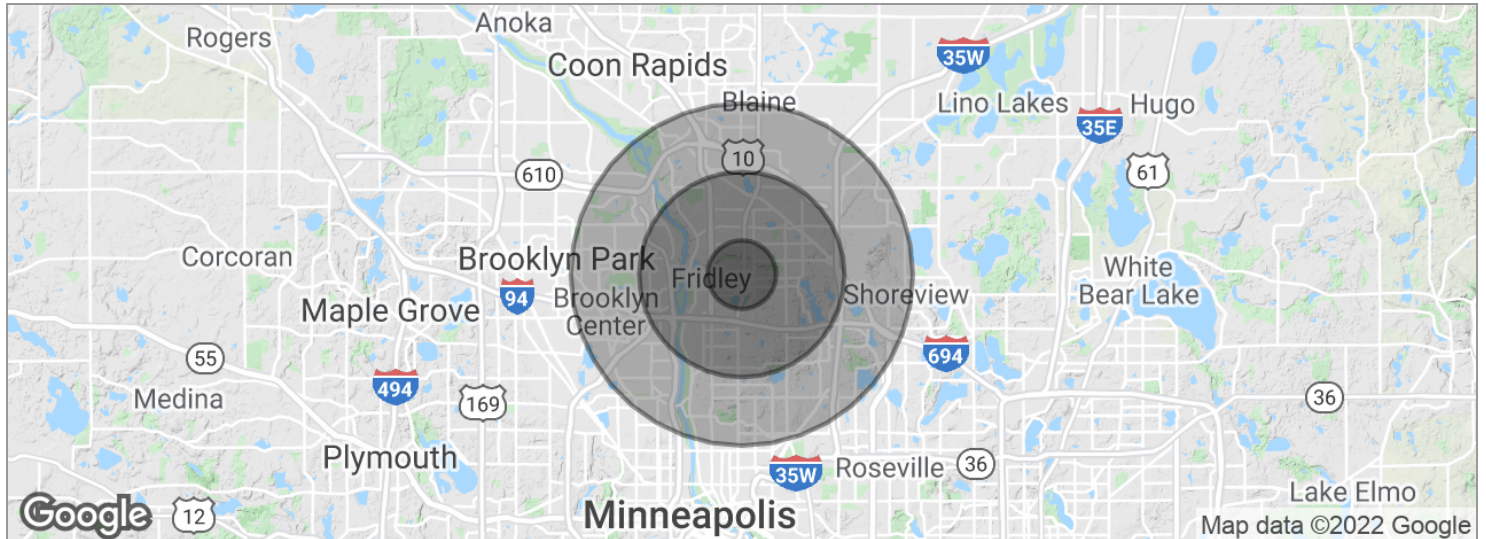 Anoka
Rogers
Coon Rapids
35W
Blaine
Lino Lakes
Hugo
35E
10
610
61
Corcoran
Brooklyn Park
Fridley
White
Bear Lake
94
Brooklyn
Center
Shoreview
Maple Grove
694
55
494
169
Medina
36
Plymouth
35W
Roseville
36
Lake Elmo
Google
12
Minneapolis
Map data ©2022 Google